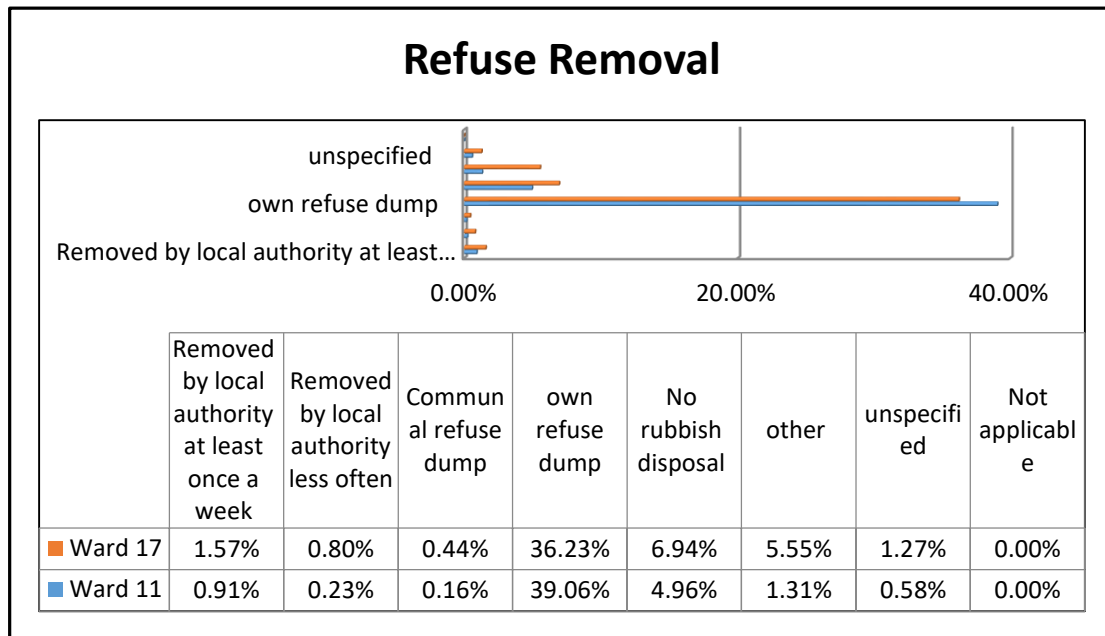 Refuse Removal
unspecified
own refuse dump
Removed by local authority at least…
0.00% 20.00% 40.00%
Removed
by local
authority
at least
once a
week
Removed
by local
authority
less often
Commun
al refuse
dump
own
refuse
dump
No
rubbish
disposal
other
unspecifi
ed
Not
applicabl
e
Ward 17 1.57% 0.80% 0.44% 36.23% 6.94% 5.55% 1.27% 0.00%
Ward 11 0.91% 0.23% 0.16% 39.06% 4.96% 1.31% 0.58% 0.00%